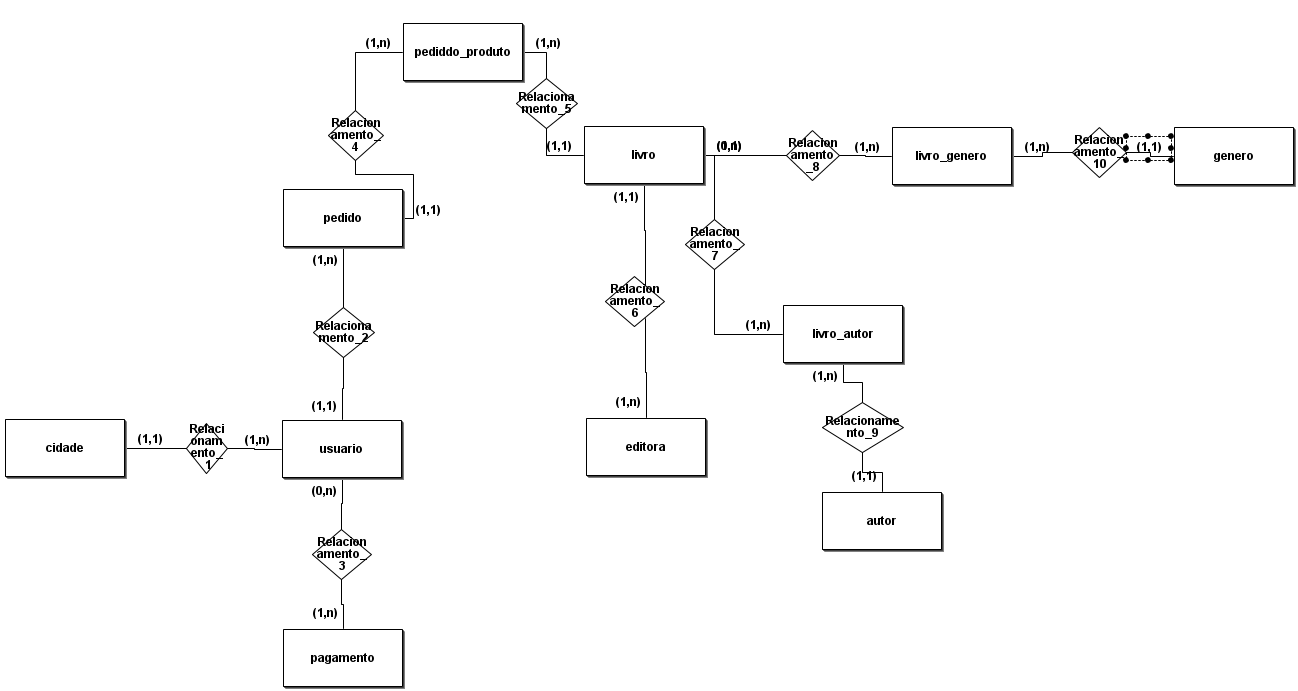 (1,n)
pediddo_produto
(1,n)
Relaciona
mento_5
Relacion
amento_
4
(1,1)
livro
Relacion
amento
_8
(1,n)
livro_genero
(1,n)
Relacion
amento_
10
(1,1)
genero
(1,1)
pedido
(1,1)
(1,n)
Relacion
amento_
7
Relacion
amento_
6
Relaciona
mento_2
(1,n)
livro_autor
(1,n)
(1,1)
(1,n)
Relacioname
nto_9
cidade
(1,1)
Relaci
onam
ento_
1
(1,n)
usuario
editora
(1,1)
autor
(0,n)
Relacion
amento_
3
(1,n)
pagamento